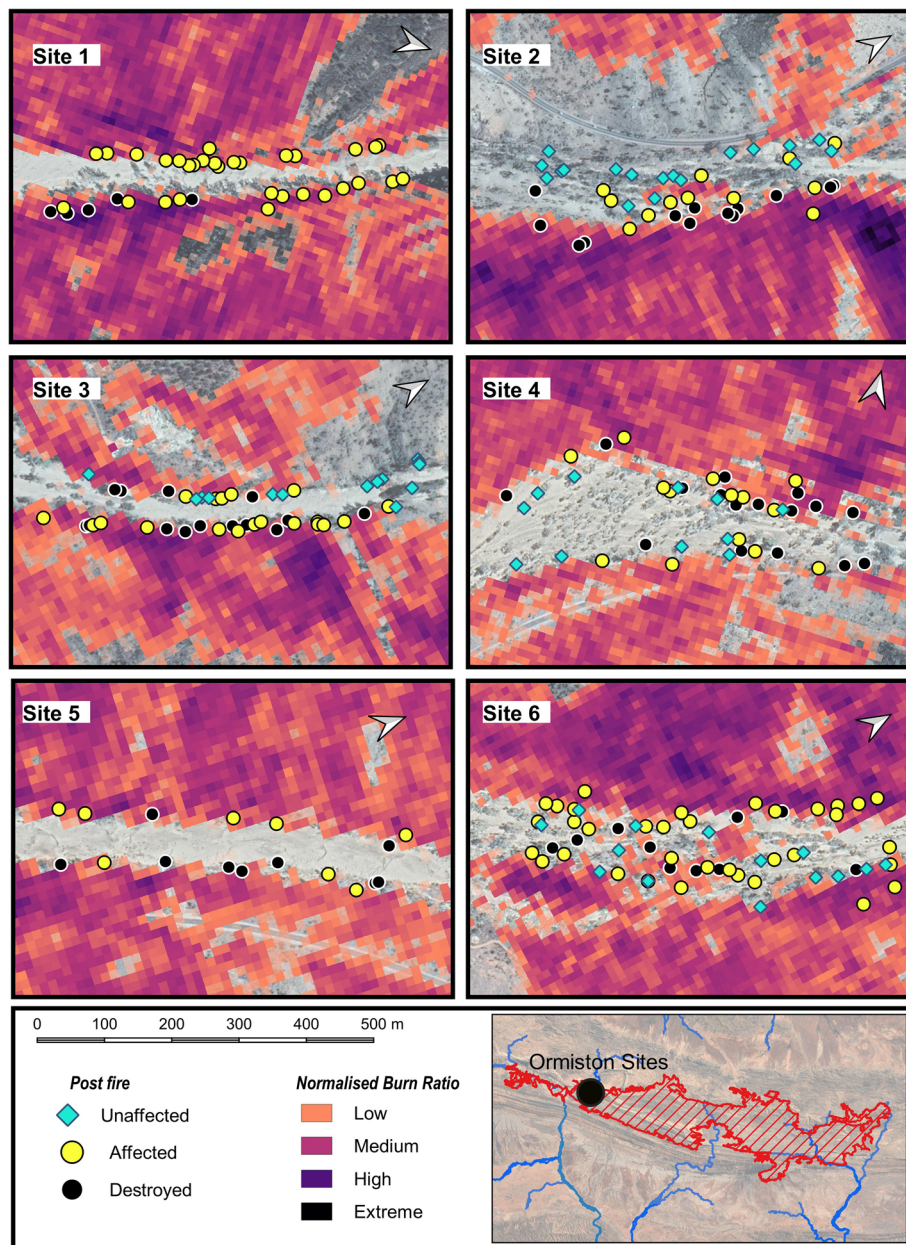 Site 1
Site 2
Site 3
Site 4
Site 5
Site 6
0 100 200 300 400 500 m
Post fire
Unaffected
Affected
Destroyed
Normalised Burn Ratio
Low
Medium
High
Extreme
Ormiston Sites